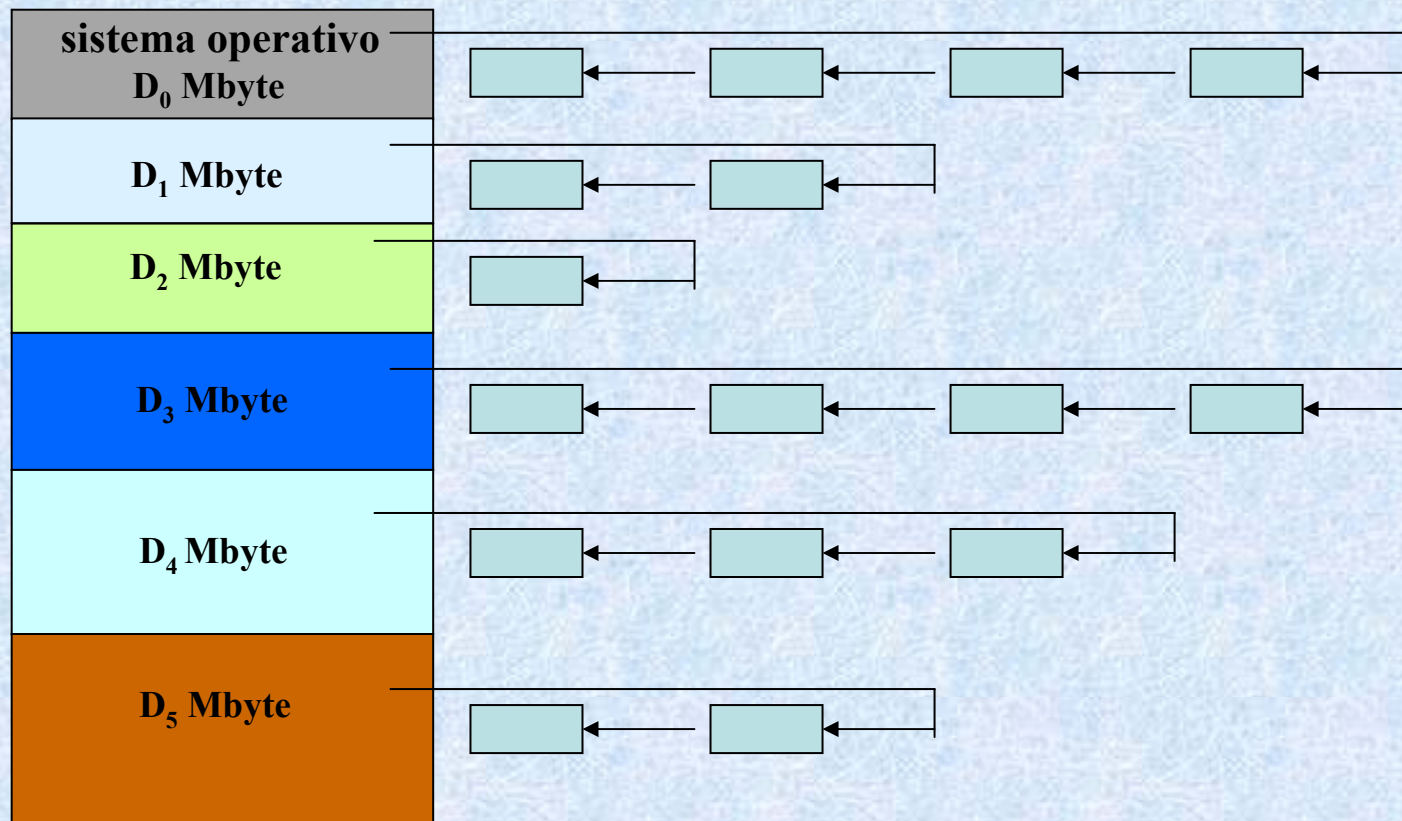 sistema operativo
D₀ Mbyte
D₁ Mbyte
D₂ Mbyte
D₃ Mbyte
D₄ Mbyte
D₅ Mbyte